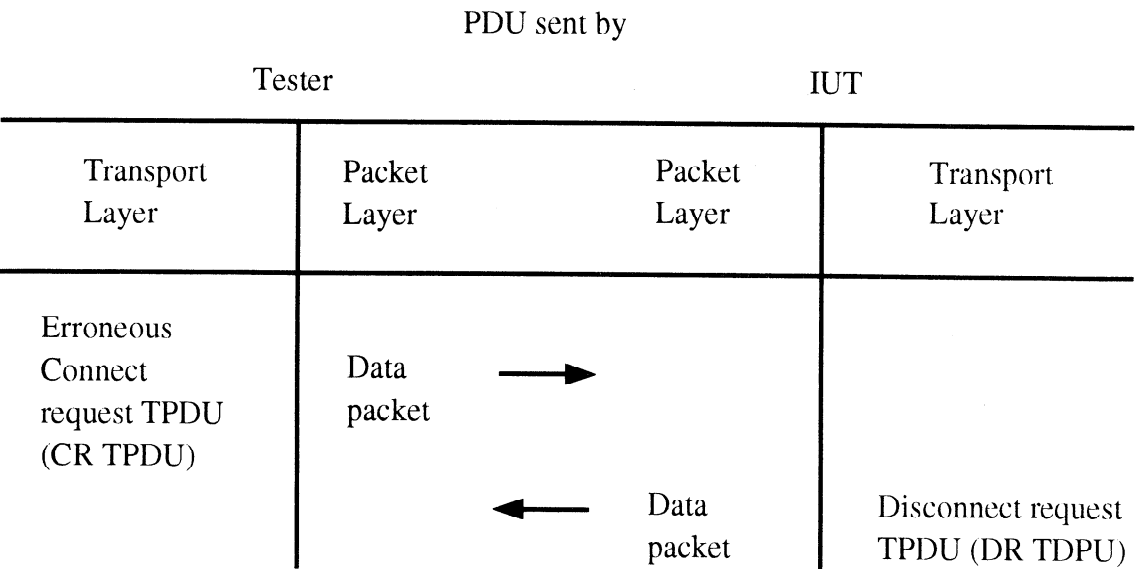 PDU sent by
Tester
IUT
Transport
Layer
Packet
Layer
Packet
Layer
Transport
Layer
Erroneous
Connect
request TPDU
(CR TPDU)
Data
packet
Data
packet
Disconnect request
TPDU (DR TDPU)